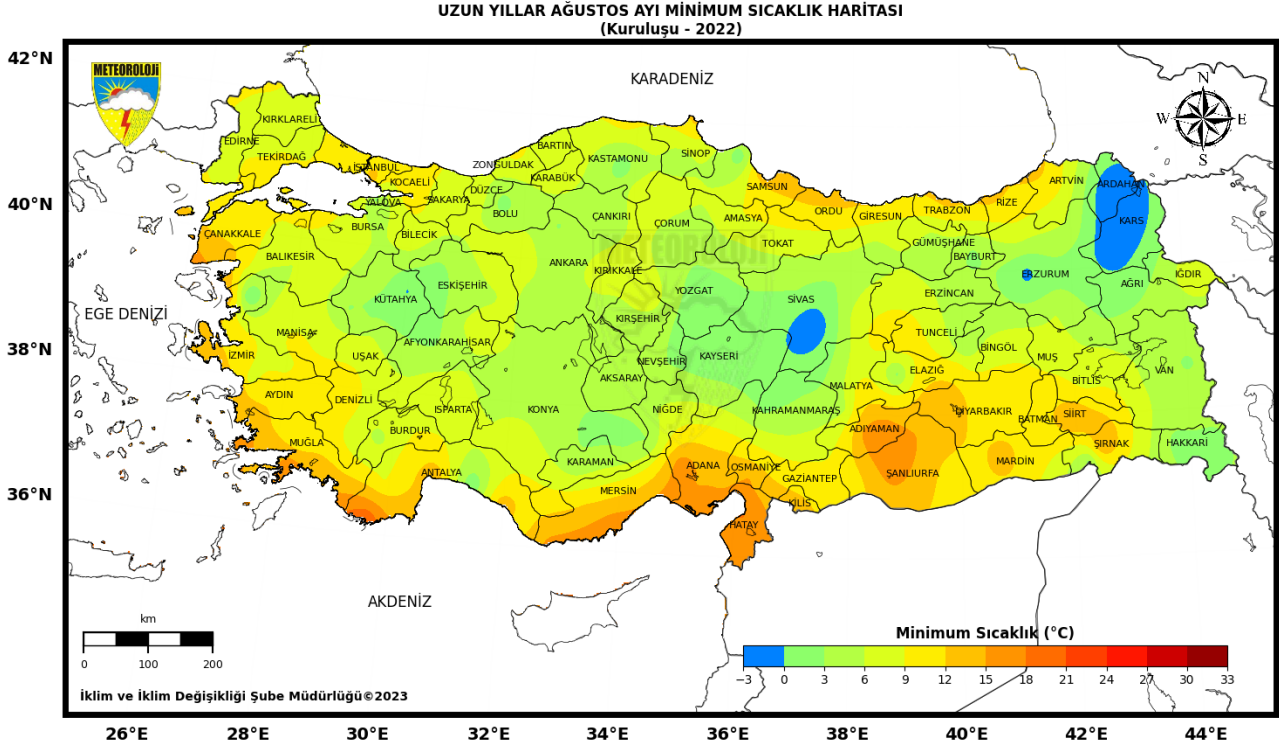 UZUN YILLAR AĞUSTOS AYI MİNİMUM SICAKLIK HARİTASI
(Kuruluşu - 2022)
42°N
40°N
38°N
36°N
METEOROLOJİ
KARADENİZ
N
W
E
S
KIRKLARELİ
EDİRNE
TEKİRDAĞ
İSTANBUL
KOCAELİ
YALOVA
SAKARYA
DÜZCE
ZONGULDAK
BARTIN
KARABÜK
KASTAMONU
SİNOP
SAMSUN
ORDU
GİRESUN
TRABZON
RİZE
ARTVİN
ARDAHAN
KARS
ÇANAKKALE
BURSA
BİLECİK
BOLU
ÇANKIRI
ÇORUM
AMASYA
TOKAT
GÜMÜŞHANE
BAYBURT
BALIKESİR
ANKARA
KIRIKKALE
METEOROLOJİ
ERZURUM
AĞRI
IĞDIR
KÜTAHYA
ESKİŞEHİR
YOZGAT
SİVAS
ERZİNCAN
EGE DENİZİ
MANİSA
KIRŞEHİR
TUNCELİ
İZMİR
UŞAK
AFYONKARAHİSAR
NEVŞEHİR
KAYSERİ
BİNGÖL
MUŞ
ELAZIĞ
VAN
AKSARAY
MALATYA
BİTLİS
AYDIN
DENİZLİ
ISPARTA
KONYA
NİĞDE
KAHRAMANMARAŞ
DİYARBAKIR
BATMAN
SİİRT
BURDUR
ADIYAMAN
MUĞLA
ŞIRNAK
HAKKARİ
KARAMAN
ANTALYA
ADANA
OSMANİYE
GAZİANTEP
ŞANLIURFA
MARDİN
MERSİN
KİLİS
HATAY
AKDENİZ
km
0 100 200
Minimum Sıcaklık (°C)
−3 0 3 6 9 12 15 18 21 24 27 30 33
İklim ve İklim Değişikliği Şube Müdürlüğü©2023
26°E 28°E 30°E 32°E 34°E 36°E 38°E 40°E 42°E 44°E